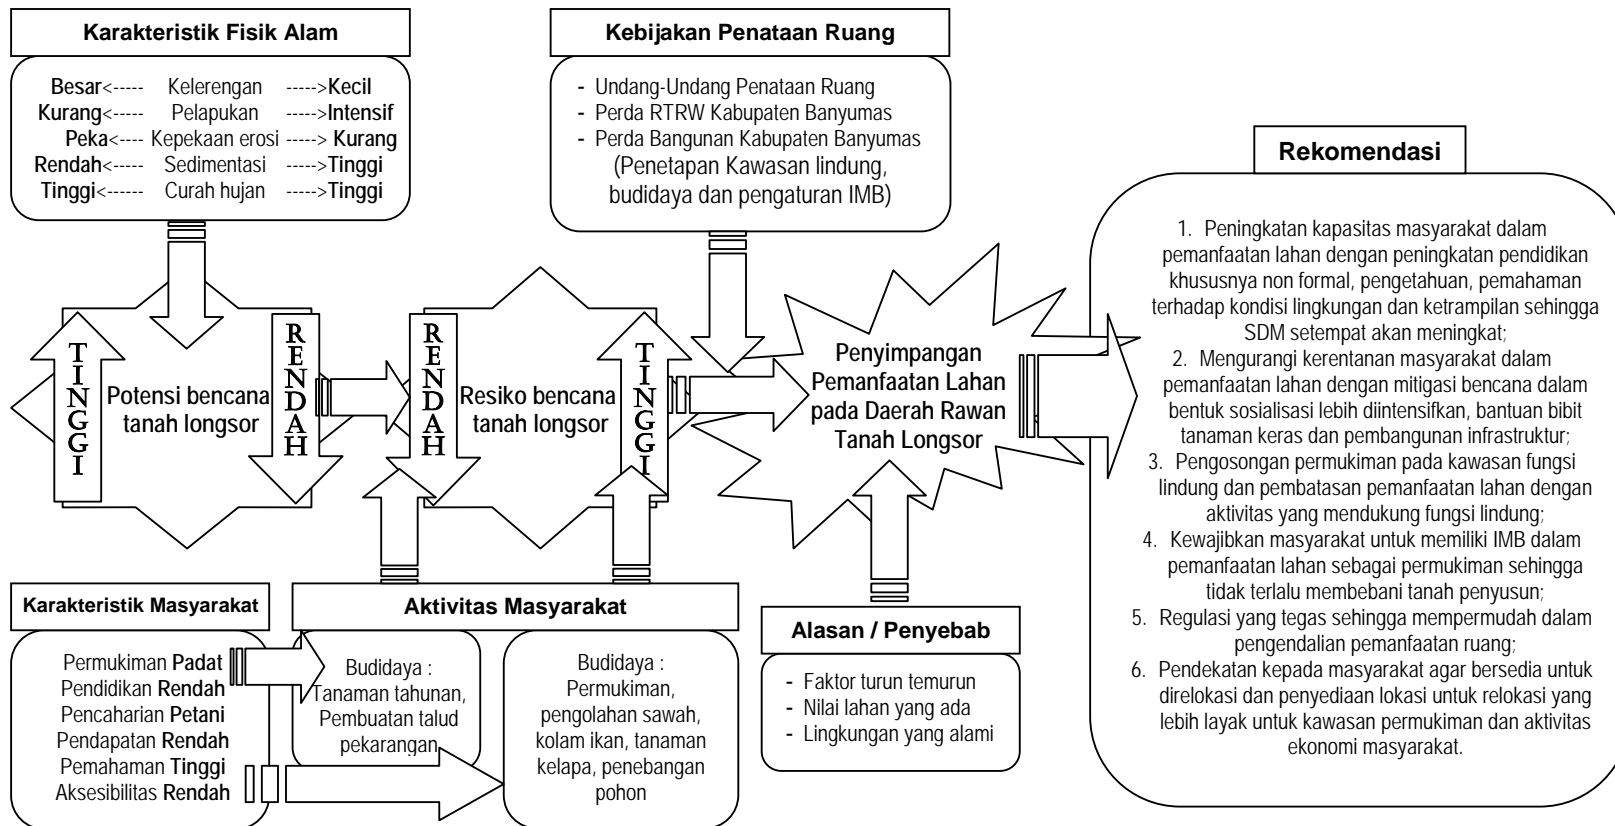 Karakteristik Fisik Alam
Besar<----- Kelerengan ----->Kecil
Kurang<----- Pelapukan ----->Intensif
Peka<---- Kepekaan erosi ----> Kurang
Rendah<----- Sedimentasi ----->Tinggi
Tinggi<----- Curah hujan ----->Tinggi
Kebijakan Penataan Ruang
- Undang-Undang Penataan Ruang
- Perda RTRW Kabupaten Banyumas
- Perda Bangunan Kabupaten Banyumas
(Penetapan Kawasan lindung,
budidaya dan pengaturan IMB)
TINGGI
Potensi bencana
tanah longsor
RENDAH
RENDAH
Resiko bencana
tanah longsor
TINGGI
Penyimpangan
Pemanfaatan Lahan
pada Daerah Rawan
Tanah Longsor
Karakteristik Masyarakat
Permukiman Padat
Pendidikan Rendah
Pencaharian Petani
Pendapatan Rendah
Pemahaman Tinggi
Aksesibilitas Rendah
Aktivitas Masyarakat
Budidaya :
Tanaman tahunan,
Pembuatan talud
pekarangan
Budidaya :
Permukiman,
pengolahan sawah,
kolam ikan, tanaman
kelapa, penebangan
pohon
Alasan / Penyebab
- Faktor turun temurun
- Nilai lahan yang ada
- Lingkungan yang alami
Rekomendasi
1. Peningkatan kapasitas masyarakat dalam
pemanfaatan lahan dengan peningkatan pendidikan
khususnya non formal, pengetahuan, pemahaman
terhadap kondisi lingkungan dan ketrampilan sehingga
SDM setempat akan meningkat;
2. Mengurangi kerentanan masyarakat dalam
pemanfaatan lahan dengan mitigasi bencana dalam
bentuk sosialisasi lebih diintensifkan, bantuan bibit
tanaman keras dan pembangunan infrastruktur;
3. Pengosongan permukiman pada kawasan fungsi
lindung dan pembatasan pemanfaatan lahan dengan
aktivitas yang mendukung fungsi lindung;
4. Kewajibkan masyarakat untuk memiliki IMB dalam
pemanfaatan lahan sebagai permukiman sehingga
tidak terlalu membebani tanah penyusun;
5. Regulasi yang tegas sehingga mempermudah dalam
pengendalian pemanfaatan ruang;
6. Pendekatan kepada masyarakat agar bersedia untuk
direlokasi dan penyediaan lokasi untuk relokasi yang
lebih layak untuk kawasan permukiman dan aktivitas
ekonomi masyarakat.